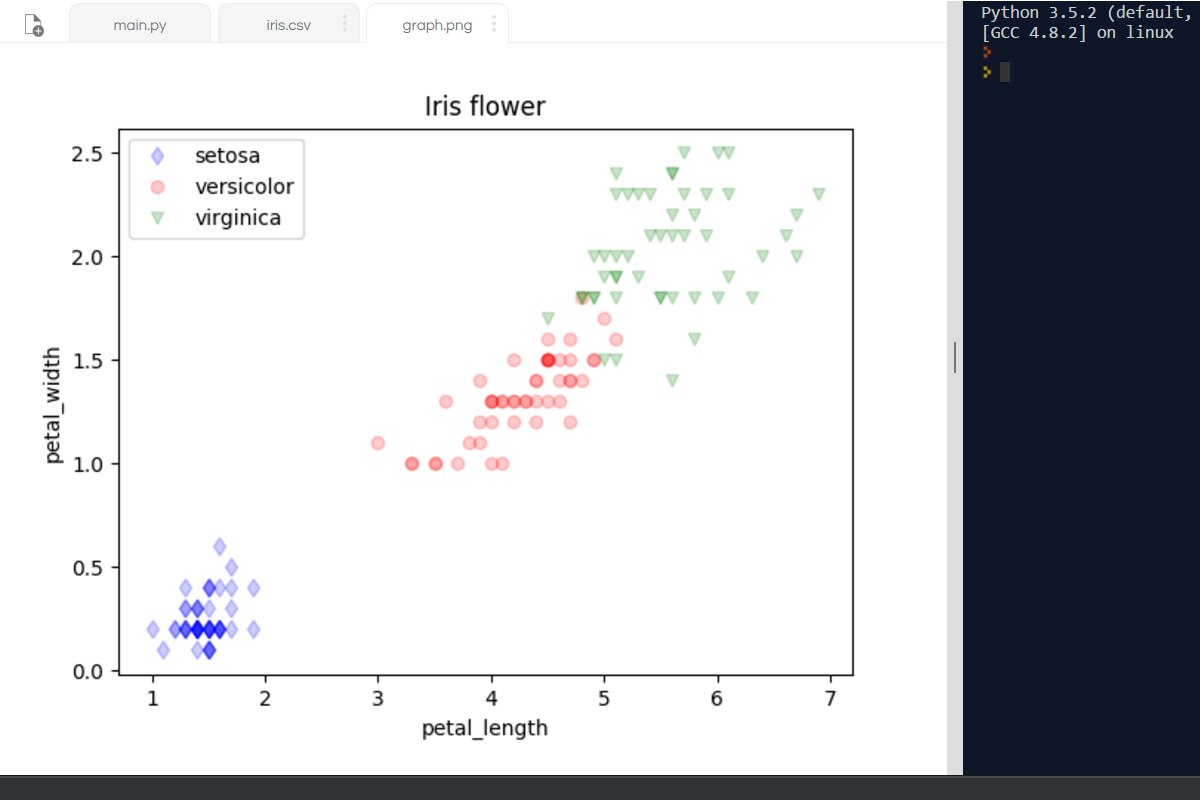 main.py
iris.csv
graph.png
Python 3.5.2 (default,
[GCC 4.8.2] on linux
Iris flower
setosa
versicolor
virginica
petal_width
2.5
2.0
1.5
1.0
0.5
0.0
1 2 3 4 5 6 7
petal_length